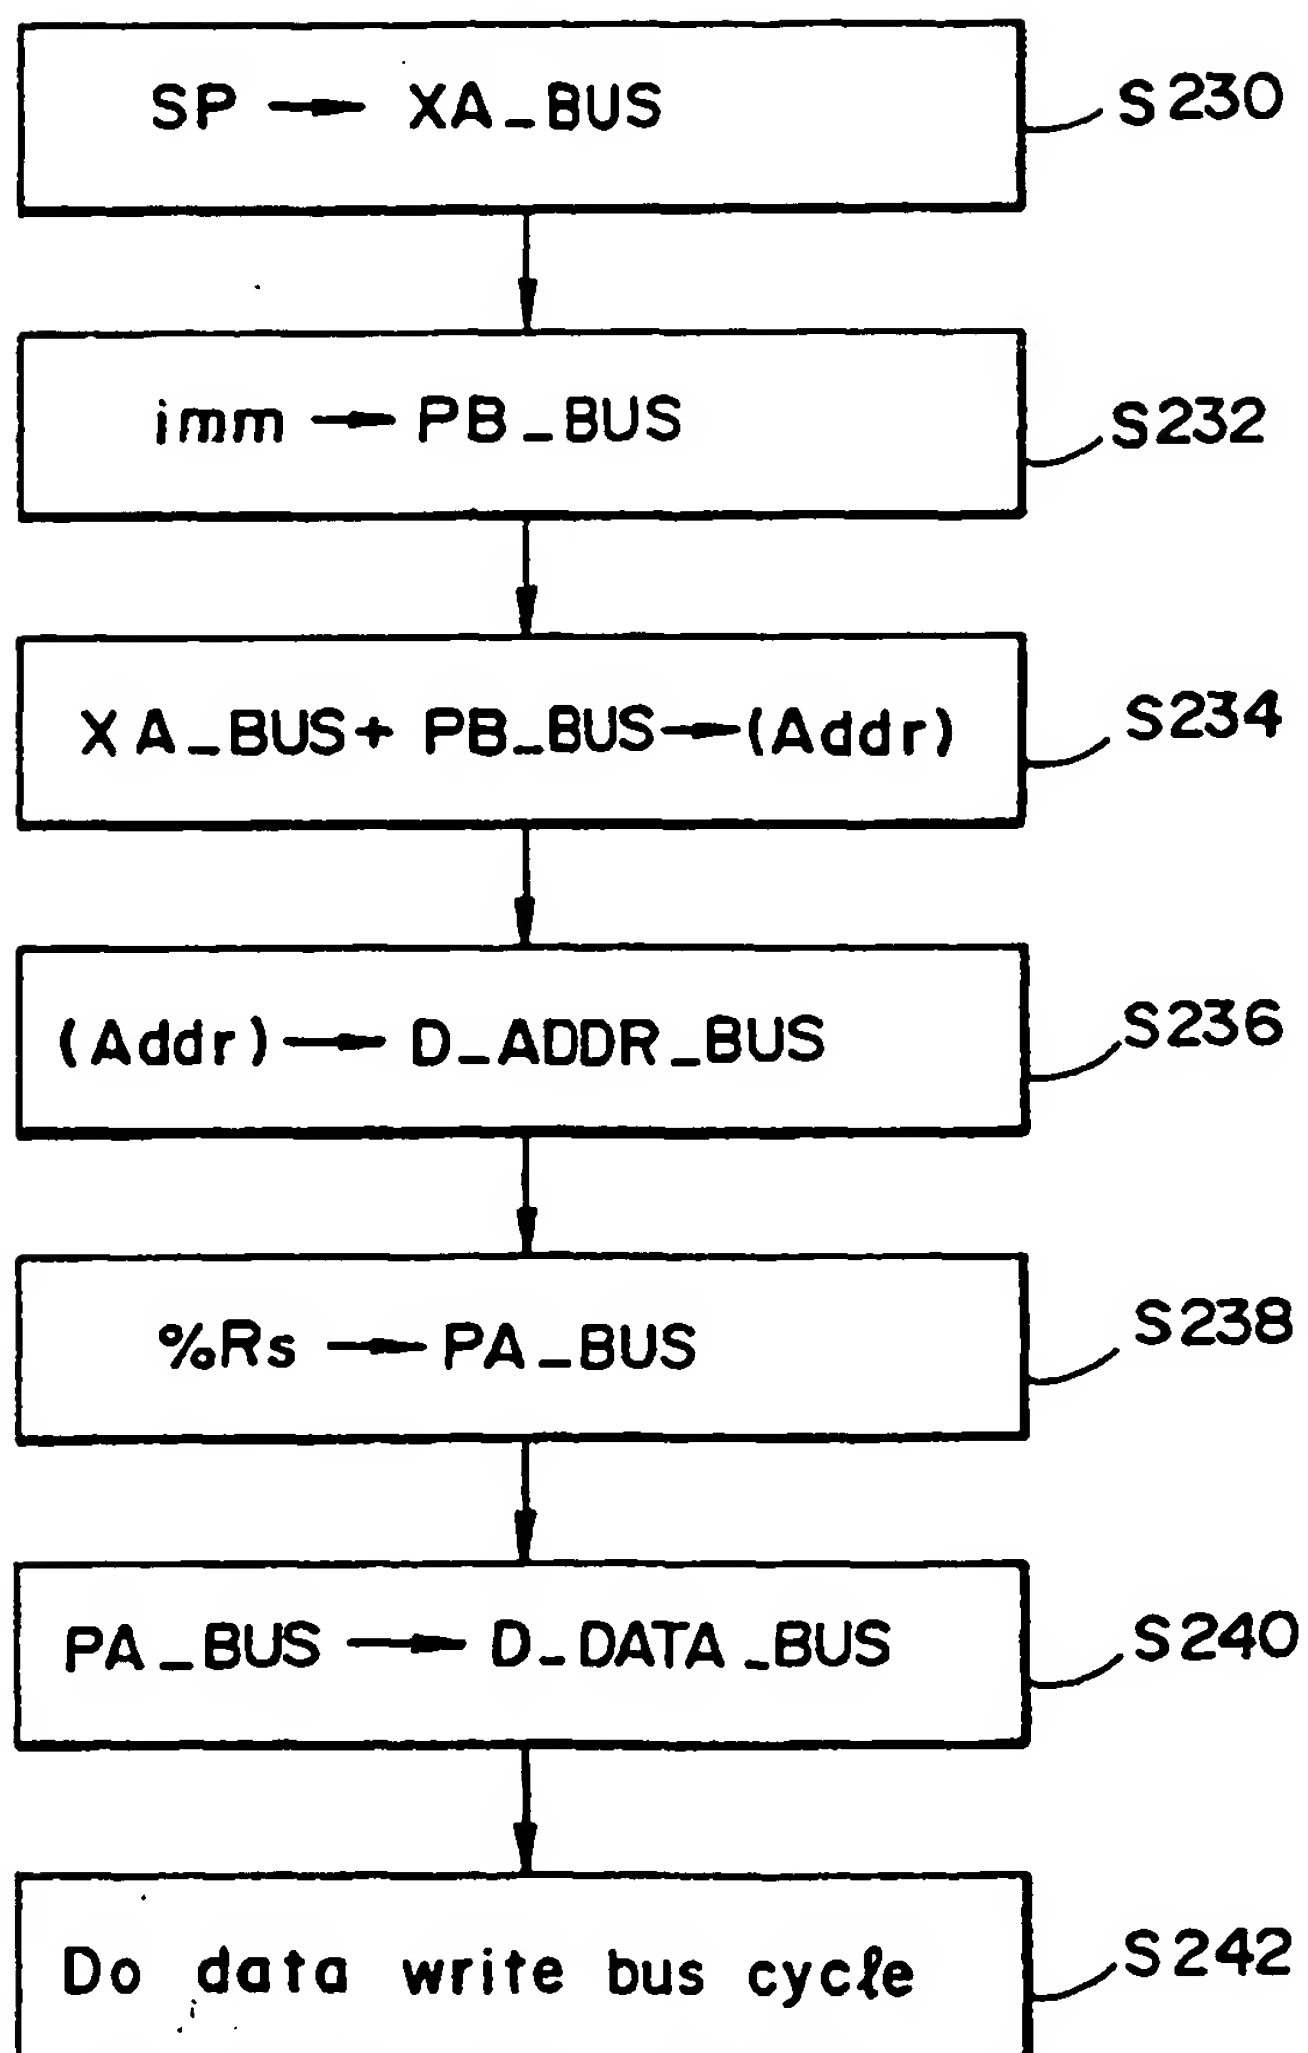 SP → XA_BUS S230
imm → PB_BUS S232
XA_BUS + PB_BUS → (Addr) S234
(Addr) → D_ADDR_BUS S236
%Rs → PA_BUS S238
PA_BUS → D_DATA_BUS S240
Do data write bus cycle S242